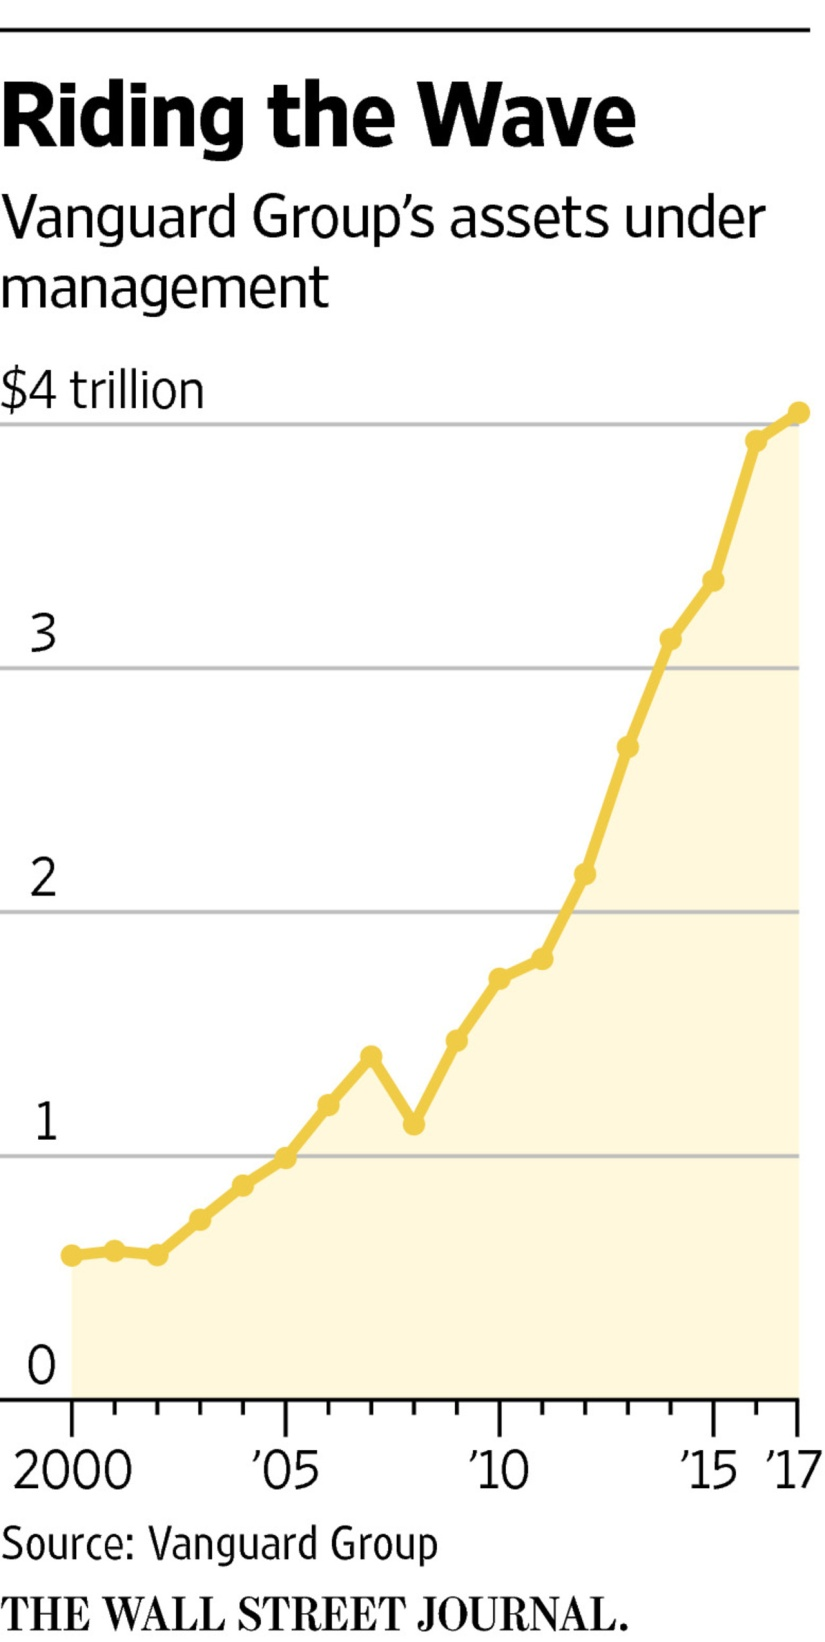 Riding the Wave
Vanguard Group’s assets under
management
$4 trillion
3
2
1
0
2000 ’05 ’10 ’15 ’17
Source: Vanguard Group
THE WALL STREET JOURNAL.